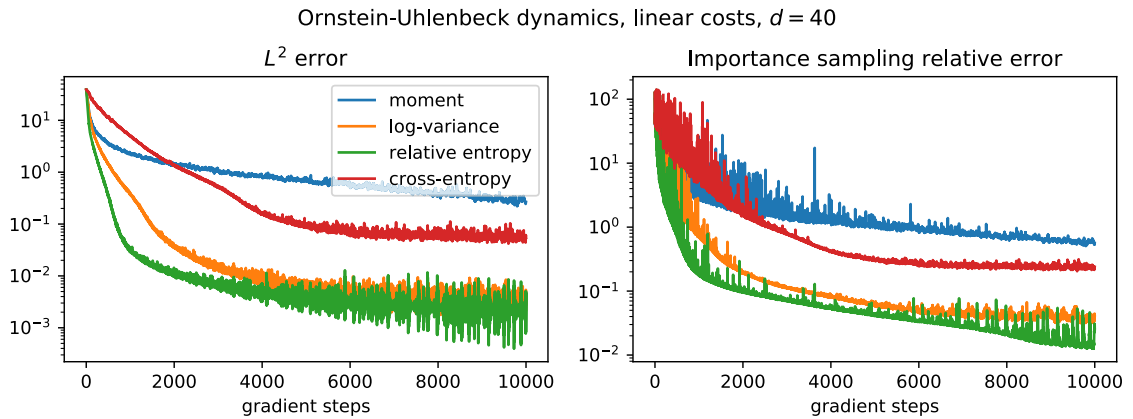 Ornstein-Uhlenbeck dynamics, linear costs, d = 40
L² error
10¹
10⁰
10⁻¹
10⁻²
10⁻³
0 2000 4000 6000 8000 10000
gradient steps
moment
log-variance
relative entropy
cross-entropy
Importance sampling relative error
10²
10¹
10⁰
10⁻¹
10⁻²
0 2000 4000 6000 8000 10000
gradient steps